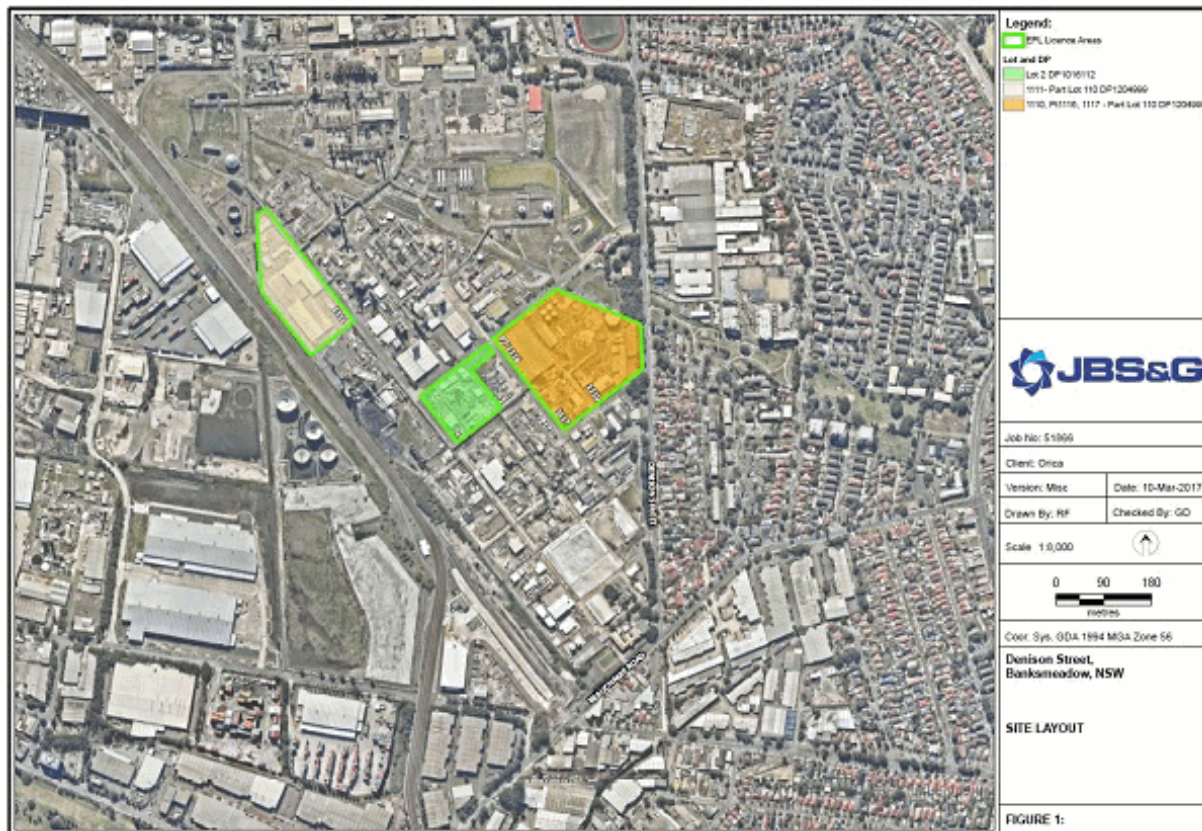 Legend:
EPL Licence Areas
Lot and DP
Lot 2 DP1016112
1111- Part Lot 110 DP1204999
1110, Pt1116, 1117 - Part Lot 110 DP120499
JBS&G
Job No: 51866
Client: Orica
Version: Misc
Date: 10-Mar-2017
Drawn By: RF
Checked By: GD
Scale 1:8,000
0 90 180
metres
Coor. Sys. GDA 1994 MGA Zone 56
Denison Street,
Banksmeadow, NSW
SITE LAYOUT
FIGURE 1: